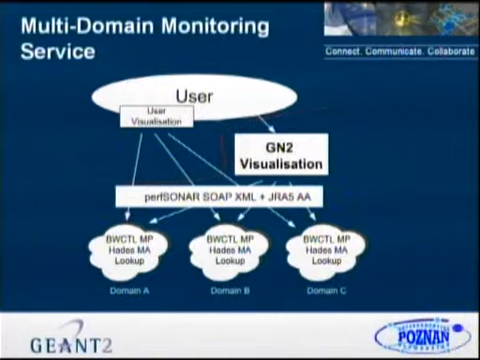 Multi-Domain Monitoring
Service
Connect. Communicate. Collaborate
User
User
Visualisation
GN2
Visualisation
perfSONAR SOAP XML + JRA5 AA
BWCTL MP
Hades MA
Lookup
BWCTL MP
Hades MA
Lookup
BWCTL MP
Hades MA
Lookup
Domain A
Domain B
Domain C
GEANT2
POZNAN